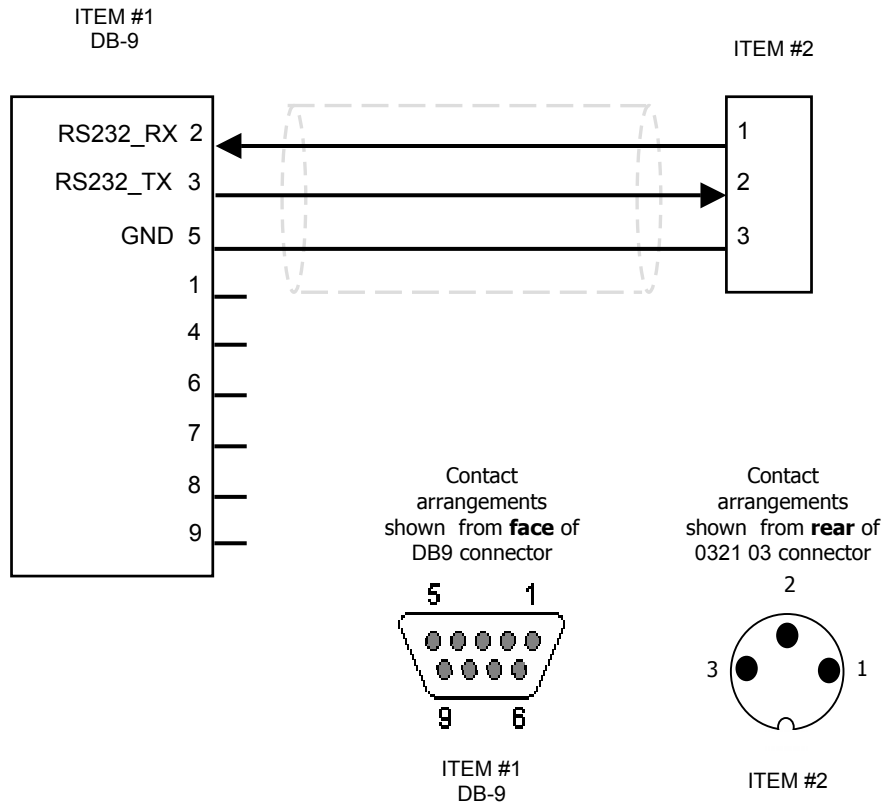 ITEM #1
DB-9
ITEM #2
RS232_RX 2
RS232_TX 3
GND 5
1
4
6
7
8
9
1
2
3
Contact
arrangements
shown from face of
DB9 connector
5 1
9 6
ITEM #1
DB-9
Contact
arrangements
shown from rear of
0321 03 connector
2
3 1
ITEM #2